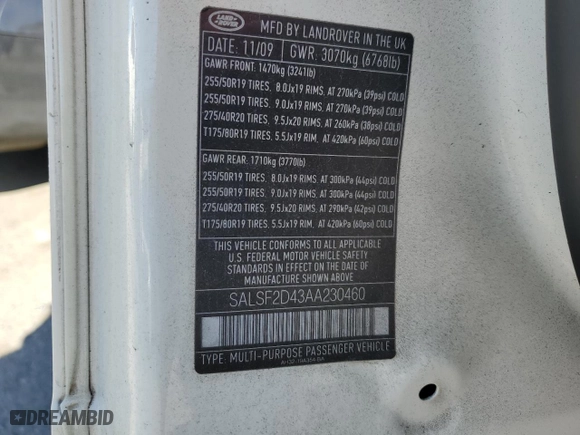 LAND ROVER
MFD BY LANDROVER IN THE UK
DATE: 11/09 GWR: 3070kg (6768lb)
GAWR FRONT: 1470kg (3241lb)
255/50R19 TIRES, 8.0Jx19 RIMS, AT 270kPa (39psi) COLD
255/50R19 TIRES, 9.0Jx19 RIMS, AT 270kPa (39psi) COLD
275/40R20 TIRES, 9.5Jx20 RIMS, AT 260kPa (38psi) COLD
T175/80R19 TIRES, 5.5Jx19 RIM, AT 420kPa (60psi) COLD
GAWR REAR: 1710kg (3770lb)
255/50R19 TIRES, 8.0Jx19 RIMS, AT 300kPa (44psi) COLD
255/50R19 TIRES, 9.0Jx19 RIMS, AT 300kPa (44psi) COLD
275/40R20 TIRES, 9.5Jx20 RIMS, AT 290kPa (42psi) COLD
T175/80R19 TIRES, 5.5Jx19 RIM, AT 420kPa (60psi) COLD
THIS VEHICLE CONFORMS TO ALL APPLICABLE
U.S. FEDERAL MOTOR VEHICLE SAFETY
STANDARDS IN EFFECT ON THE DATE OF
MANUFACTURE SHOWN ABOVE
SALSF2D43AA230460
TYPE: MULTI-PURPOSE PASSENGER VEHICLE
DREAMBID